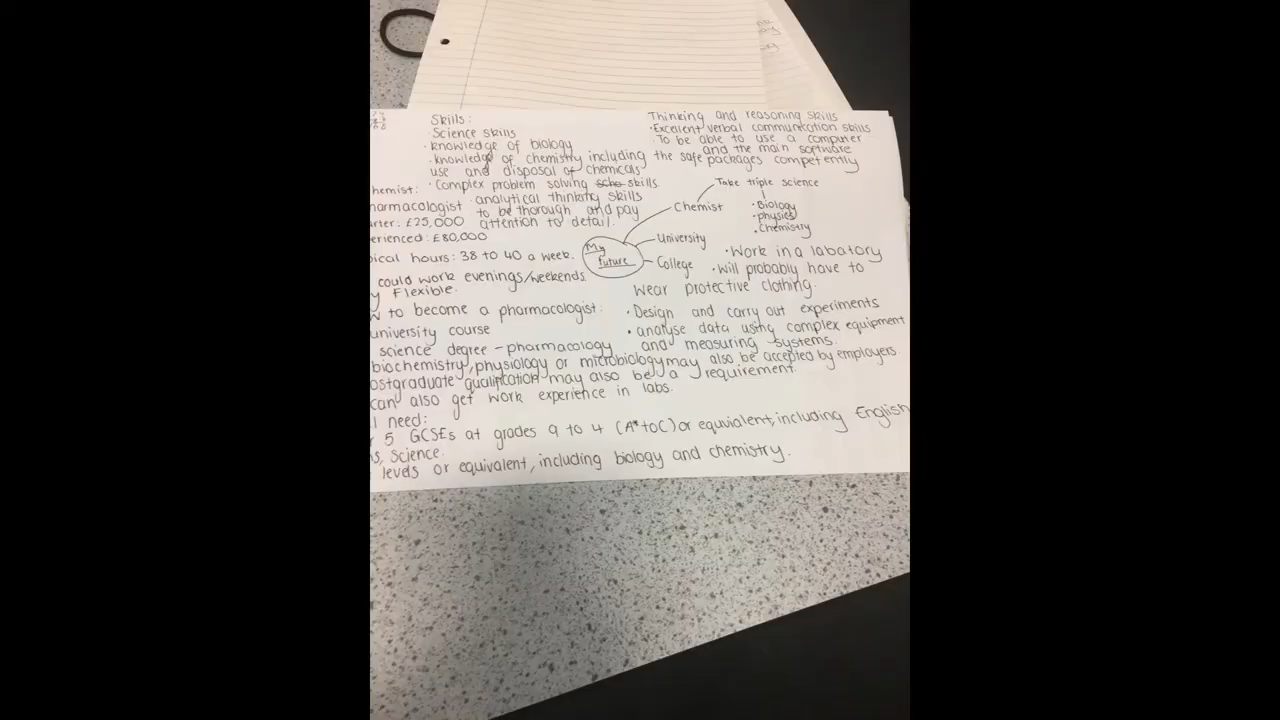 Skills:
· Science skills
· knowledge of biology
· knowledge of chemistry including the safe
use and disposal of chemicals
· Complex problem solving skills.
· analytical thinking skills
to be thorough and pay
attention to detail.
· Thinking and reasoning skills
· Excellent verbal communication skills
· To be able to use a computer
and the main software
packages competently
hemist:
harmacologist
arter: £25,000
erienced: £80,000
pical hours: 38 to 40 a week.
could work evenings/weekends
y Flexible.
My
future
Chemist
Take triple science
· Biology
· physics
· Chemistry
University
College
· Work in a labatory
· Will probably have to
wear protective clothing.
· Design and carry out experiments
· analyse data using complex equipment
and measuring systems.
w to become a pharmacologist:
university course
science degree - pharmacology
biochemistry, physiology or microbiology may also be accepted by employers.
ostgraduate qualification may also be a requirement.
can also get work experience in labs.
l need:
r 5 GCSEs at grades 9 to 4 (A* to C) or equivialent, including English
s, Science.
levels or equivalent, including biology and chemistry.